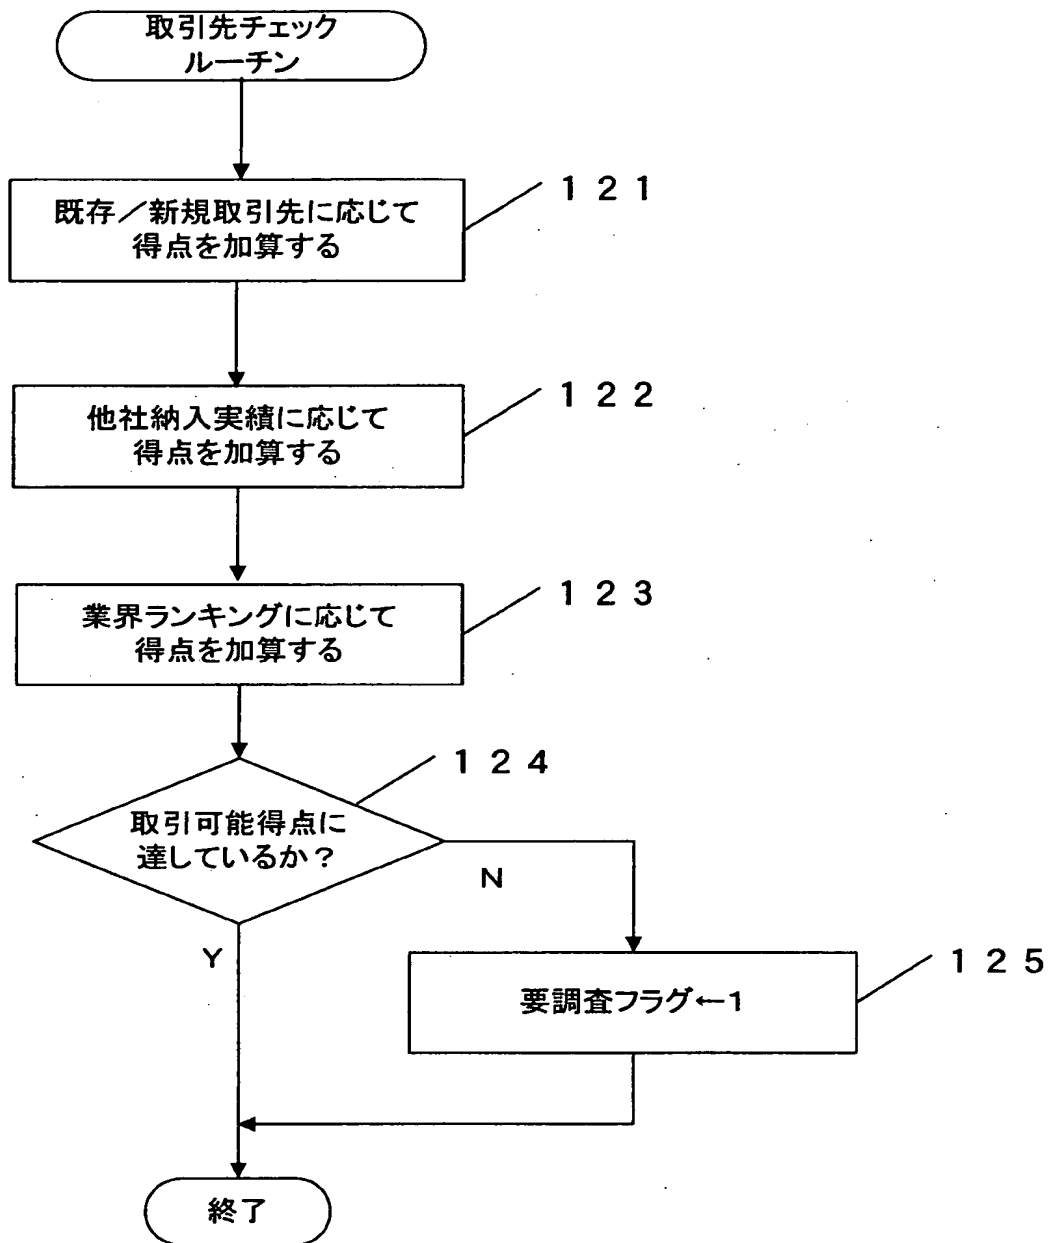 取引先チェック
ルーチン
121
既存／新規取引先に応じて
得点を加算する
122
他社納入実績に応じて
得点を加算する
123
業界ランキングに応じて
得点を加算する
124
取引可能得点に
達しているか？
N
Y
125
要調査フラグ←1
終了